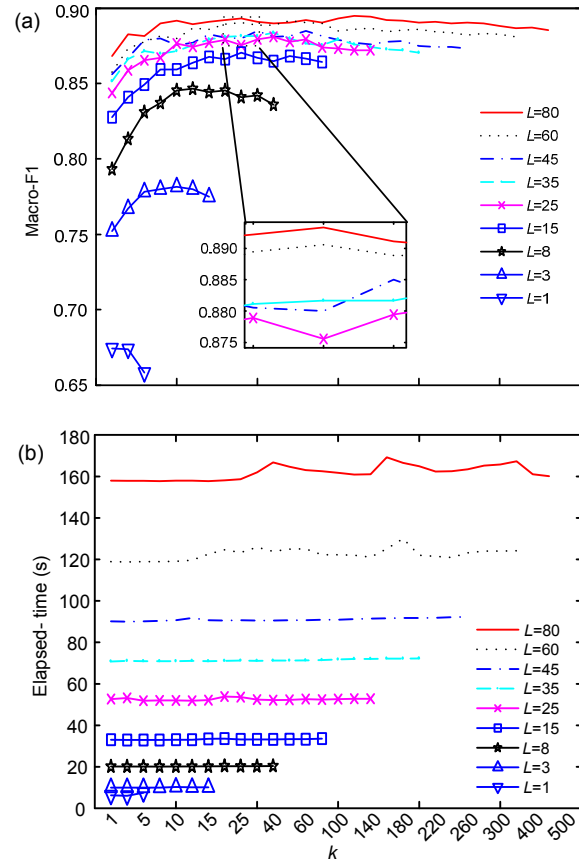 (a)
0.90
0.85
0.80
0.75
0.70
0.65
Macro-F1
L=80
L=60
L=45
L=35
L=25
L=15
L=8
L=3
L=1
0.890
0.885
0.880
0.875
(b)
180
160
140
120
100
80
60
40
20
0
Elapsed- time (s)
L=80
L=60
L=45
L=35
L=25
L=15
L=8
L=3
L=1
1 5 10 15 25 40 60 100 140 180 220 260 300 400 500
k